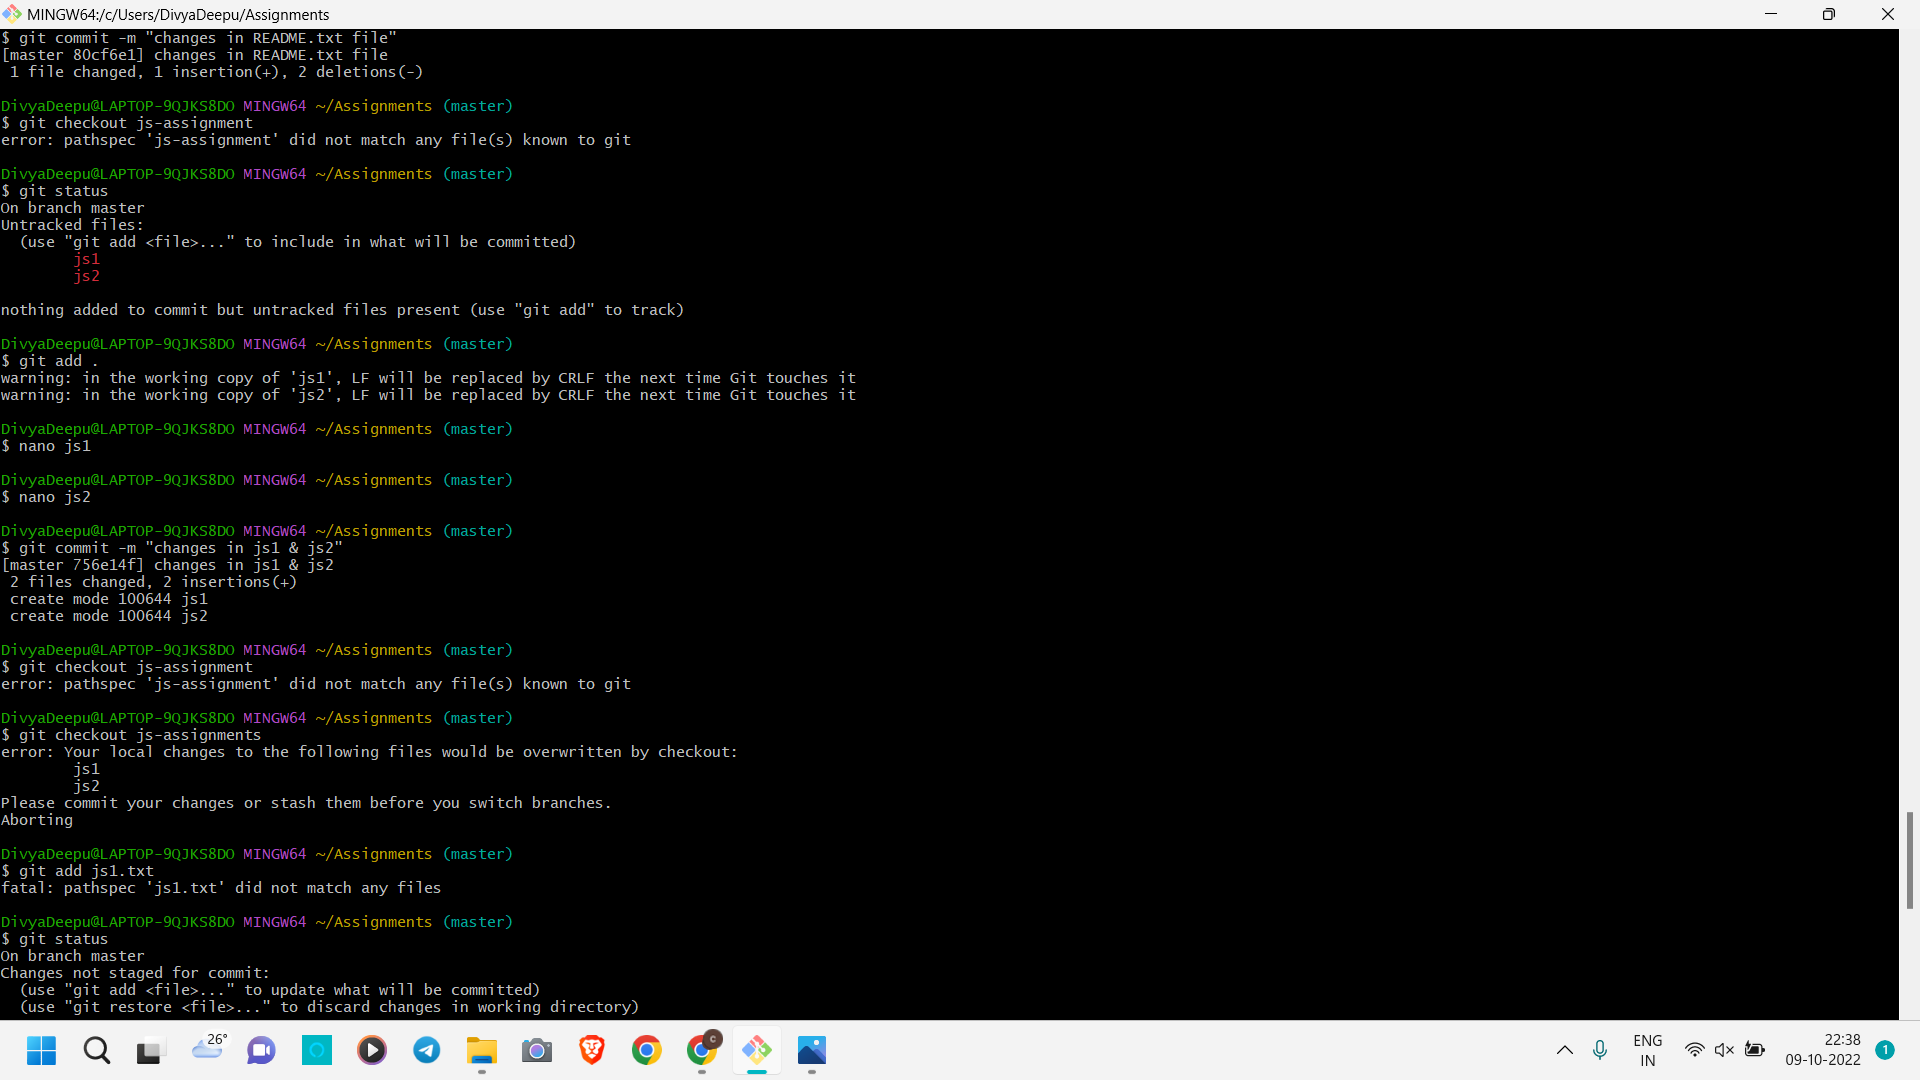 MINGW64:/c/Users/DivyaDeepu/Assignments
$ git commit -m "changes in README.txt file"
[master 80cf6e1] changes in README.txt file
 1 file changed, 1 insertion(+), 2 deletions(-)
DivyaDeepu@LAPTOP-9QJKS8DO MINGW64 ~/Assignments (master)
$ git checkout js-assignment
error: pathspec 'js-assignment' did not match any file(s) known to git
DivyaDeepu@LAPTOP-9QJKS8DO MINGW64 ~/Assignments (master)
$ git status
On branch master
Untracked files:
  (use "git add <file>..." to include in what will be committed)
        js1
        js2
nothing added to commit but untracked files present (use "git add" to track)
DivyaDeepu@LAPTOP-9QJKS8DO MINGW64 ~/Assignments (master)
$ git add .
warning: in the working copy of 'js1', LF will be replaced by CRLF the next time Git touches it
warning: in the working copy of 'js2', LF will be replaced by CRLF the next time Git touches it
DivyaDeepu@LAPTOP-9QJKS8DO MINGW64 ~/Assignments (master)
$ nano js1
DivyaDeepu@LAPTOP-9QJKS8DO MINGW64 ~/Assignments (master)
$ nano js2
DivyaDeepu@LAPTOP-9QJKS8DO MINGW64 ~/Assignments (master)
$ git commit -m "changes in js1 & js2"
[master 756e14f] changes in js1 & js2
 2 files changed, 2 insertions(+)
 create mode 100644 js1
 create mode 100644 js2
DivyaDeepu@LAPTOP-9QJKS8DO MINGW64 ~/Assignments (master)
$ git checkout js-assignment
error: pathspec 'js-assignment' did not match any file(s) known to git
DivyaDeepu@LAPTOP-9QJKS8DO MINGW64 ~/Assignments (master)
$ git checkout js-assignments
error: Your local changes to the following files would be overwritten by checkout:
        js1
        js2
Please commit your changes or stash them before you switch branches.
Aborting
DivyaDeepu@LAPTOP-9QJKS8DO MINGW64 ~/Assignments (master)
$ git add js1.txt
fatal: pathspec 'js1.txt' did not match any files
DivyaDeepu@LAPTOP-9QJKS8DO MINGW64 ~/Assignments (master)
$ git status
On branch master
Changes not staged for commit:
  (use "git add <file>..." to update what will be committed)
  (use "git restore <file>..." to discard changes in working directory)
26°
C
ENG
IN
22:38
09-10-2022
1